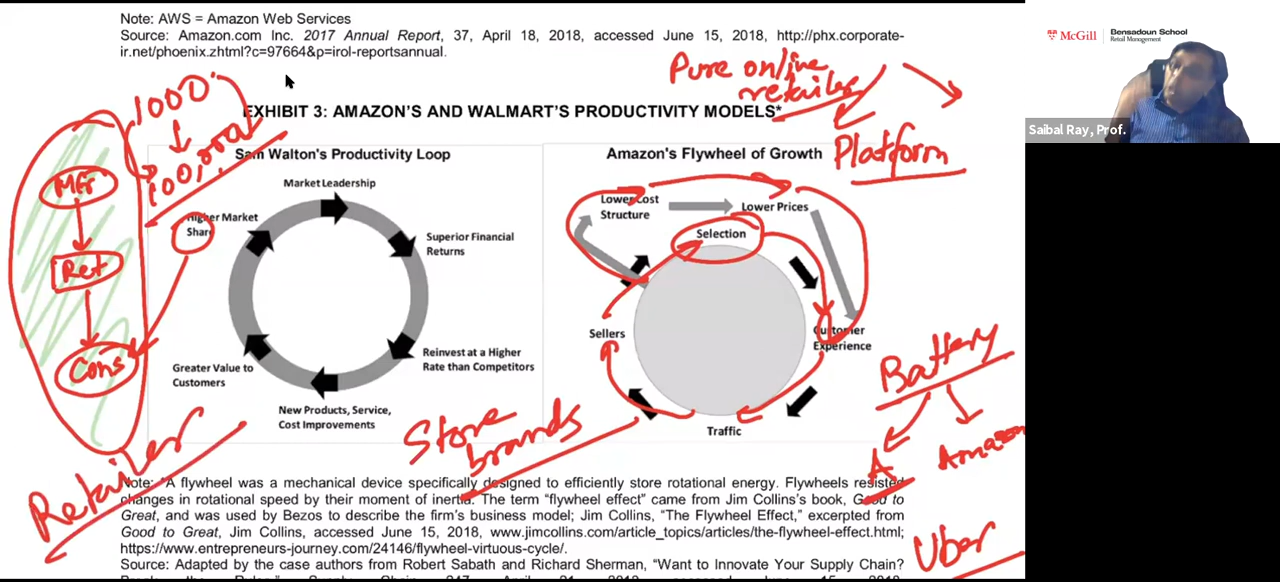 Note: AWS = Amazon Web Services
Source: Amazon.com Inc. 2017 Annual Report, 37, April 18, 2018, accessed June 15, 2018, http://phx.corporate-
ir.net/phoenix.zhtml?c=97664&p=irol-reportsannual.
McGill
Bensadoun School
Retail Management
Saibal Ray, Prof.
Pure online
retailer
Platform
1000
100,000
EXHIBIT 3: AMAZON'S AND WALMART'S PRODUCTIVITY MODELS*
Sam Walton's Productivity Loop
Market Leadership
Superior Financial
Returns
Reinvest at a Higher
Rate than Competitors
New Products, Service,
Cost Improvements
Greater Value to
Customers
Higher Market
Share
Mfr
Ret
Cons
Retailer
Store
brands
Amazon's Flywheel of Growth
Lower Cost
Structure
Lower Prices
Selection
Customer
Experience
Traffic
Sellers
Battery
A
Amazon
Uber
Note: *A flywheel was a mechanical device specifically designed to efficiently store rotational energy. Flywheels resisted
changes in rotational speed by their moment of inertia. The term "flywheel effect" came from Jim Collins's book, Good to
Great, and was used by Bezos to describe the firm's business model; Jim Collins, "The Flywheel Effect," excerpted from
Good to Great, Jim Collins, accessed June 15, 2018, www.jimcollins.com/article_topics/articles/the-flywheel-effect.html;
https://www.entrepreneurs-journey.com/24146/flywheel-virtuous-cycle/.
Source: Adapted by the case authors from Robert Sabath and Richard Sherman, "Want to Innovate Your Supply Chain?